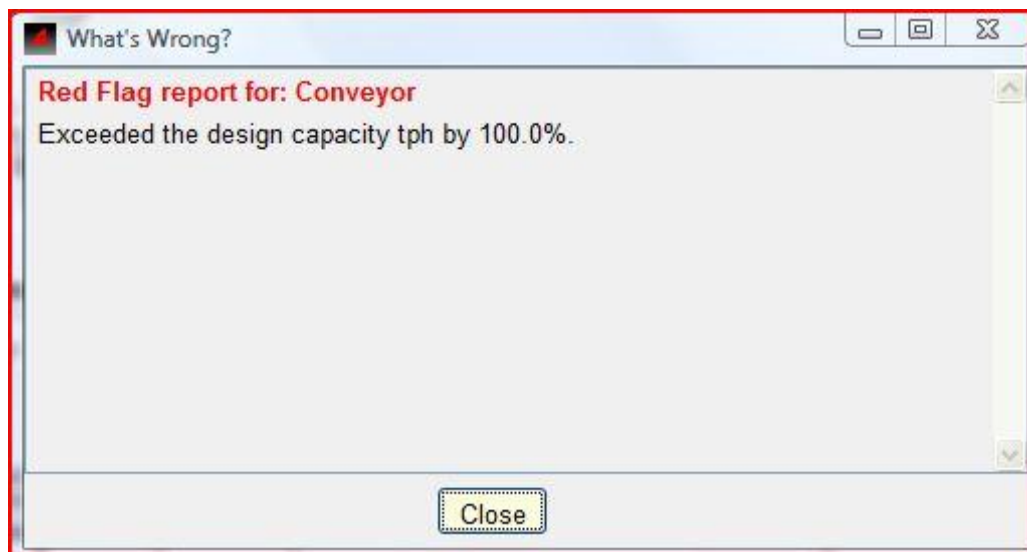 What's Wrong?
Red Flag report for: Conveyor
Exceeded the design capacity tph by 100.0%.
Close